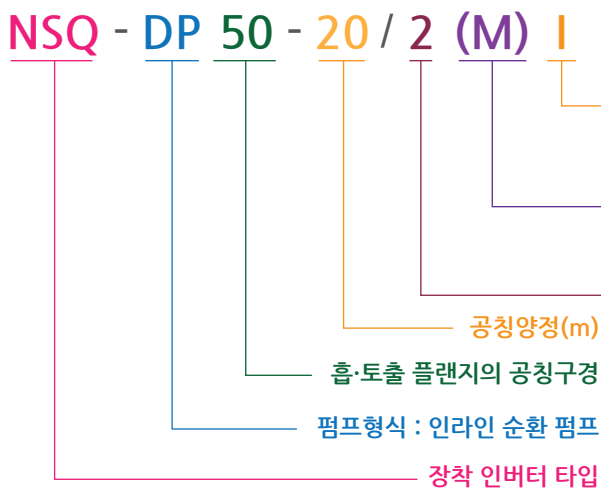 NSQ - DP 50 - 20 / 2 (M) I
공칭양정(m)
흡·토출 플랜지의 공칭구경
펌프형식 : 인라인 순환 펌프
장착 인버터 타입